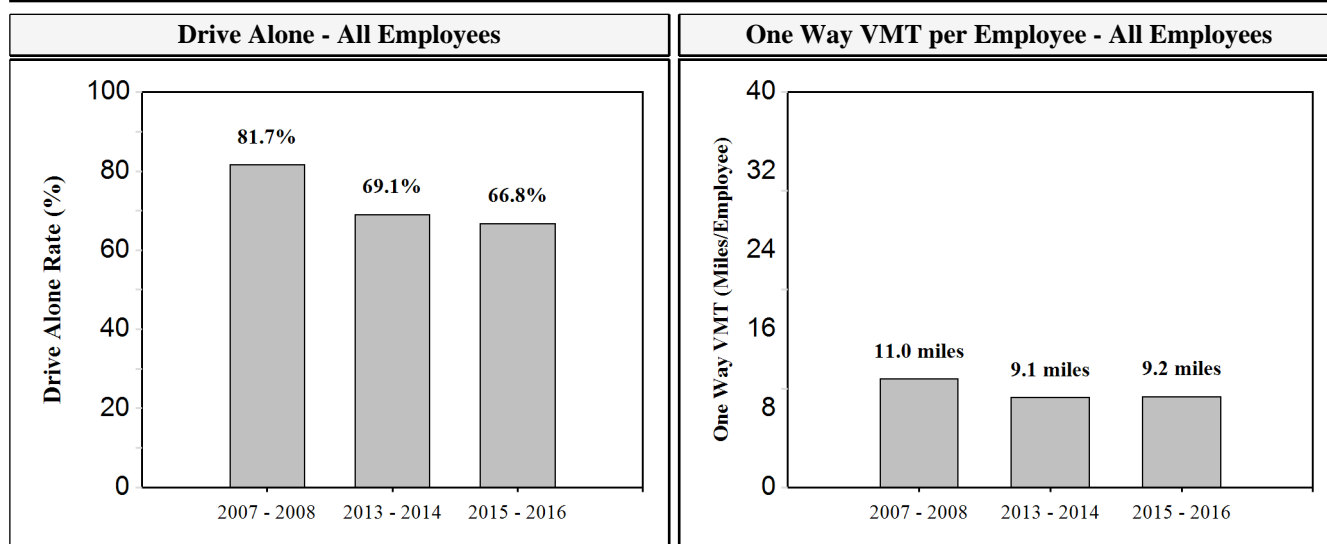 Drive Alone - All Employees
100
80
60
40
20
0
Drive Alone Rate (%)
81.7%
69.1%
66.8%
2007 - 2008
2013 - 2014
2015 - 2016
One Way VMT per Employee - All Employees
40
32
24
16
8
0
One Way VMT (Miles/Employee)
11.0 miles
9.1 miles
9.2 miles
2007 - 2008
2013 - 2014
2015 - 2016